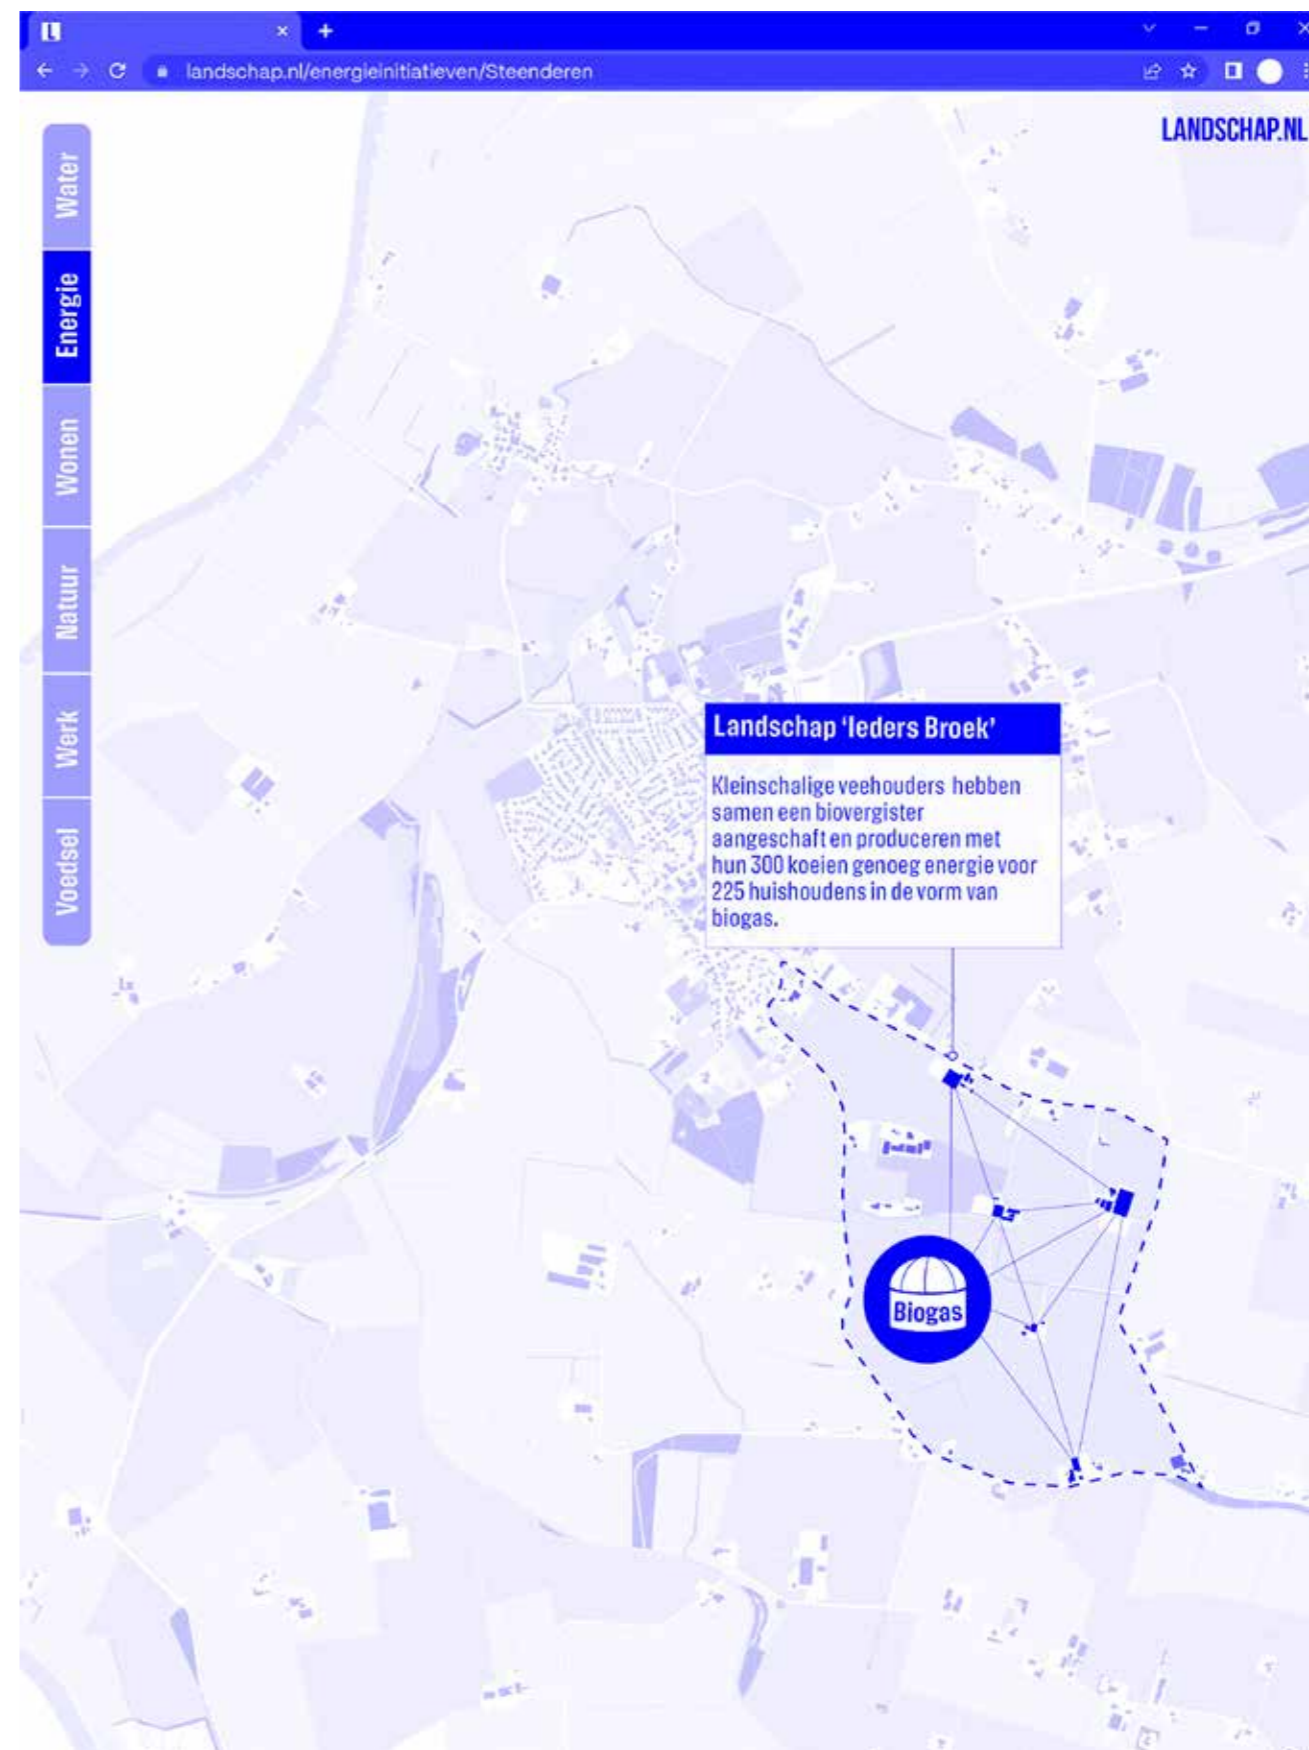 L
landschap.nl/energieinitiatieven/Steenderen
LANDSCHAP.NL
Water
Energie
Wonen
Natuur
Werk
Voedsel
Landschap ‘Ieders Broek’
Kleinschalige veehouders hebben
samen een biovergister
aangeschaft en produceren met
hun 300 koeien genoeg energie voor
225 huishoudens in de vorm van
biogas.
Biogas